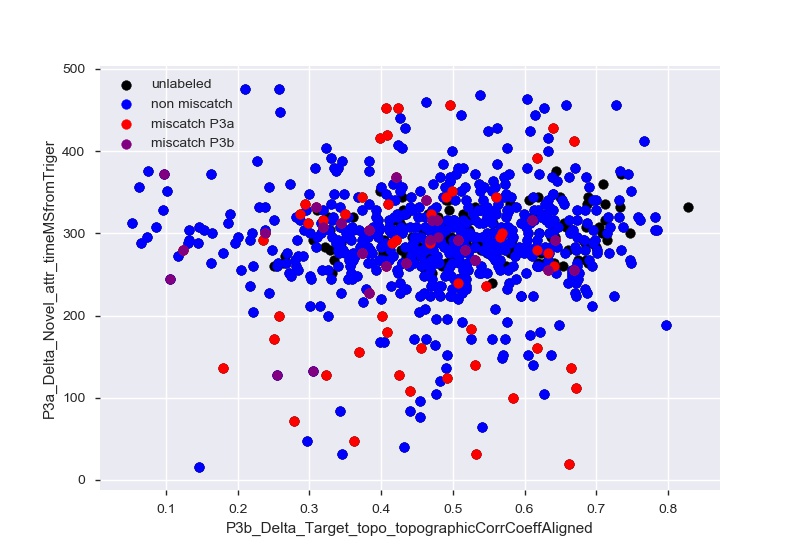 500
400
300
200
100
0
P3a_Delta_Novel_attr_timeMSfromTriger
unlabeled
non miscatch
miscatch P3a
miscatch P3b
0.1 0.2 0.3 0.4 0.5 0.6 0.7 0.8
P3b_Delta_Target_topo_topographicCorrCoeffAligned